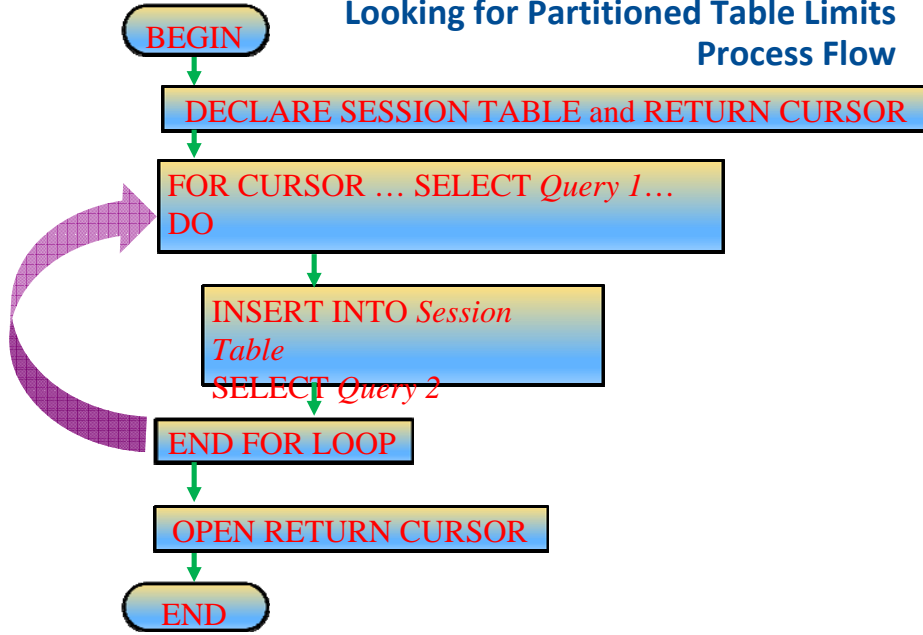 Looking for Partitioned Table Limits
Process Flow
BEGIN
DECLARE SESSION TABLE and RETURN CURSOR
FOR CURSOR … SELECT Query 1…
DO
INSERT INTO Session
Table
SELECT Query 2
END FOR LOOP
OPEN RETURN CURSOR
END